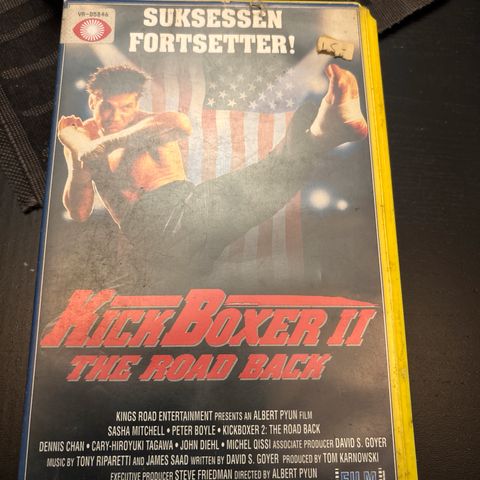 VR-D5846
SUKSESSEN
FORTSETTER!
KICKBOXER II
THE ROAD BACK
KINGS ROAD ENTERTAINMENT PRESENTS AN ALBERT PYUN FILM
SASHA MITCHELL • PETER BOYLE • KICKBOXER 2: THE ROAD BACK
DENNIS CHAN • CARY-HIROYUKI TAGAWA • JOHN DIEHL • MICHEL QISSI ASSOCIATE PRODUCER DAVID S. GOYER
MUSIC BY TONY RIPARETTI AND JAMES SAAD WRITTEN BY DAVID S. GOYER PRODUCED BY TOM KARNOWSKI
EXECUTIVE PRODUCER STEVE FRIEDMAN DIRECTED BY ALBERT PYUN
FILM